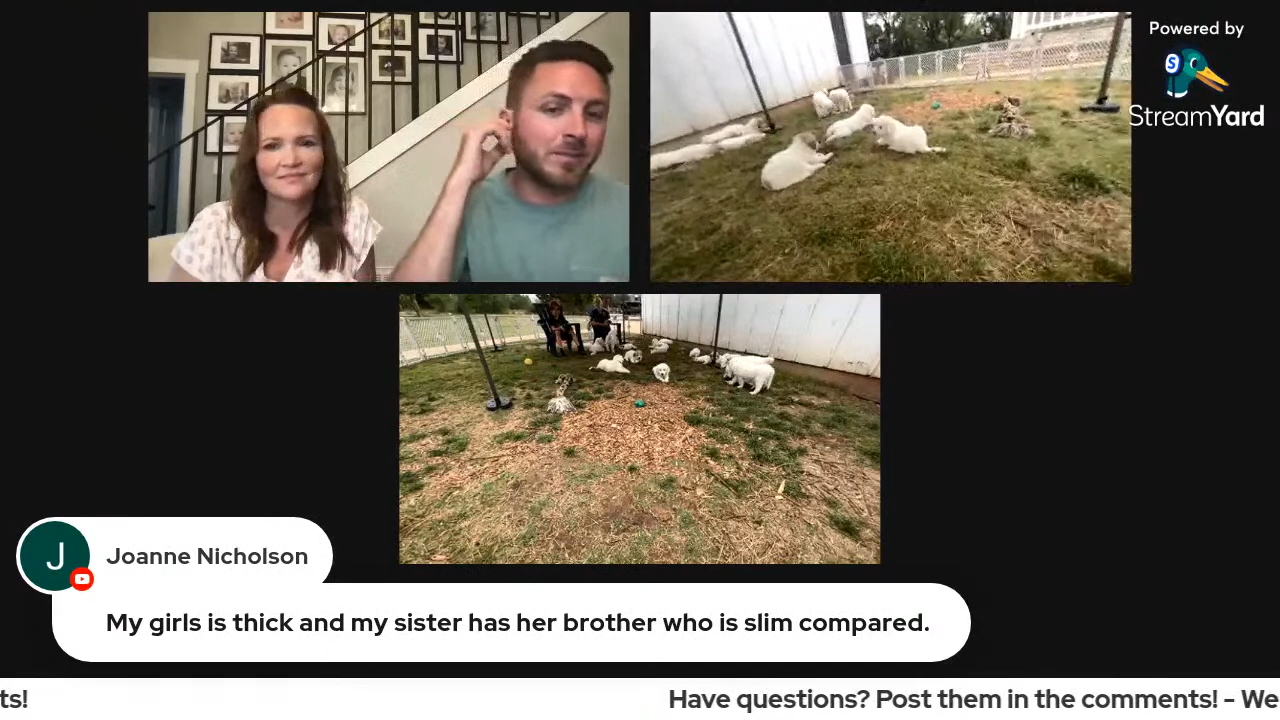 Powered by
S
StreamYard
J
Joanne Nicholson
My girls is thick and my sister has her brother who is slim compared.
ts! Have questions? Post them in the comments! - We